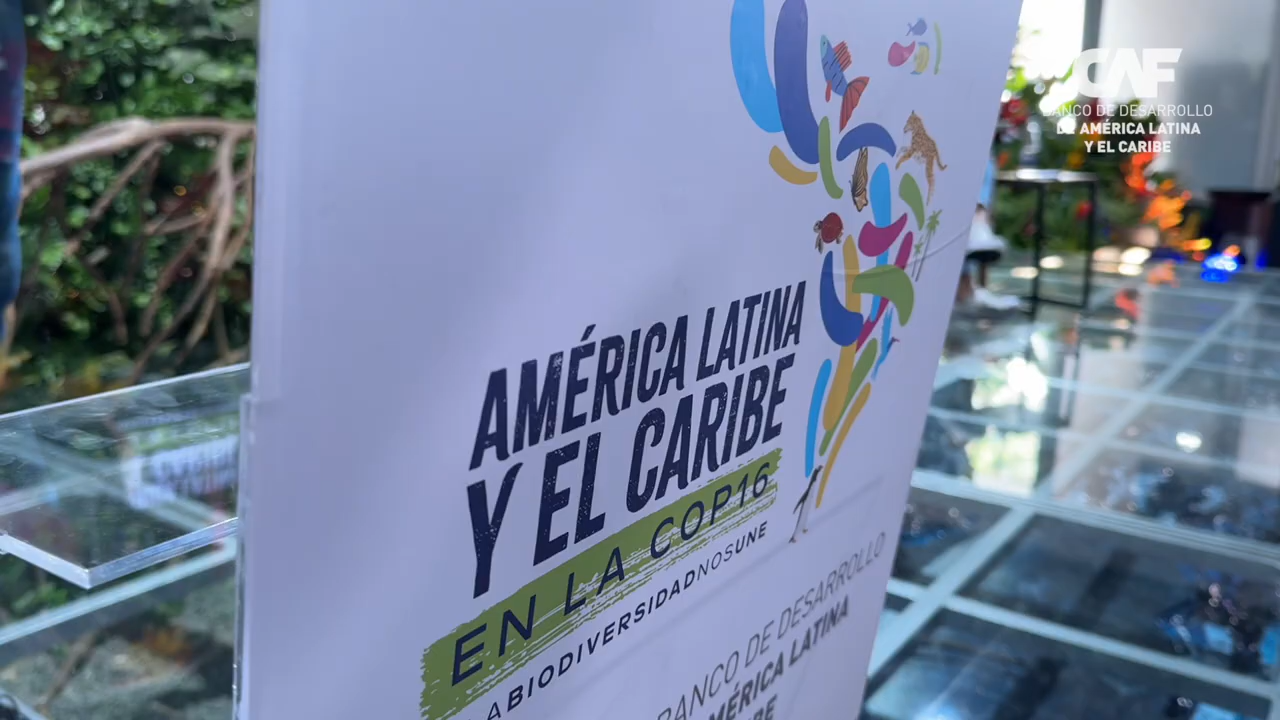 CAF
BANCO DE DESARROLLO
DE AMÉRICA LATINA
Y EL CARIBE
AMÉRICA LATINA
Y EL CARIBE
EN LA COP16
LABIODIVERSIDADNOSUNE
BANCO DE DESARROLLO
AMÉRICA LATINA